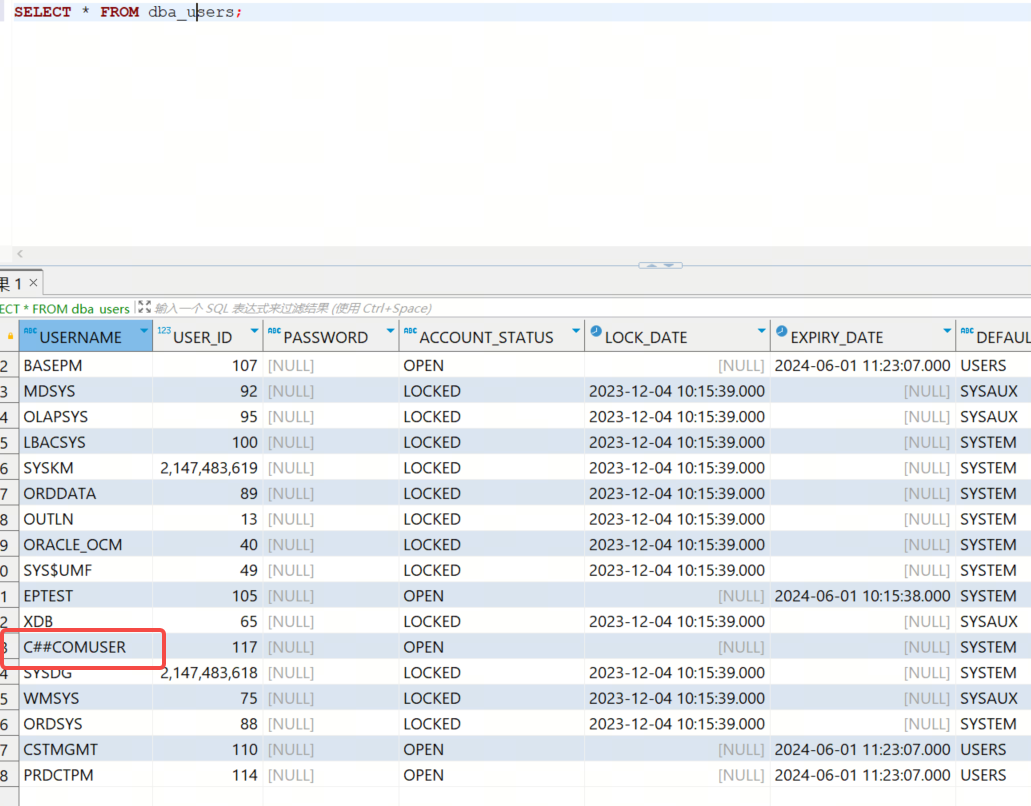 SELECT * FROM dba_users;
果 1 ×
ECT * FROM dba users 输入一个 SQL 表达式来过滤结果 (使用 Ctrl+Space)
ABC USERNAME 123 USER_ID ABC PASSWORD ABC ACCOUNT_STATUS LOCK_DATE EXPIRY_DATE ABC DEFAUL
2 BASEPM 107 [NULL] OPEN [NULL] 2024-06-01 11:23:07.000 USERS
3 MDSYS 92 [NULL] LOCKED 2023-12-04 10:15:39.000 [NULL] SYSAUX
4 OLAPSYS 95 [NULL] LOCKED 2023-12-04 10:15:39.000 [NULL] SYSAUX
5 LBACSYS 100 [NULL] LOCKED 2023-12-04 10:15:39.000 [NULL] SYSTEM
6 SYSKM 2,147,483,619 [NULL] LOCKED 2023-12-04 10:15:39.000 [NULL] SYSTEM
7 ORDDATA 89 [NULL] LOCKED 2023-12-04 10:15:39.000 [NULL] SYSTEM
8 OUTLN 13 [NULL] LOCKED 2023-12-04 10:15:39.000 [NULL] SYSTEM
9 ORACLE_OCM 40 [NULL] LOCKED 2023-12-04 10:15:39.000 [NULL] SYSTEM
0 SYS$UMF 49 [NULL] LOCKED 2023-12-04 10:15:39.000 [NULL] SYSTEM
1 EPTEST 105 [NULL] OPEN [NULL] 2024-06-01 10:15:38.000 SYSTEM
2 XDB 65 [NULL] LOCKED 2023-12-04 10:15:39.000 [NULL] SYSAUX
3 C##COMUSER 117 [NULL] OPEN [NULL] [NULL] SYSTEM
4 SYSDG 2,147,483,618 [NULL] LOCKED 2023-12-04 10:15:39.000 [NULL] SYSTEM
5 WMSYS 75 [NULL] LOCKED 2023-12-04 10:15:39.000 [NULL] SYSAUX
6 ORDSYS 88 [NULL] LOCKED 2023-12-04 10:15:39.000 [NULL] SYSTEM
7 CSTMGMT 110 [NULL] OPEN [NULL] 2024-06-01 11:23:07.000 USERS
8 PRDCTPM 114 [NULL] OPEN [NULL] 2024-06-01 11:23:07.000 USERS